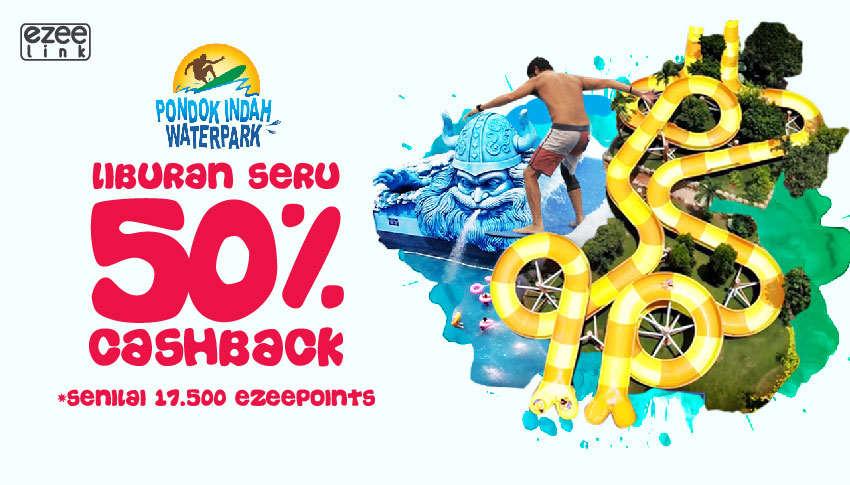 ezee
link
PONDOK INDAH
WATERPARK
LIBURAN SERU
50%
CASHBACK
*SENILAI 17.500 EZEEPOINTS